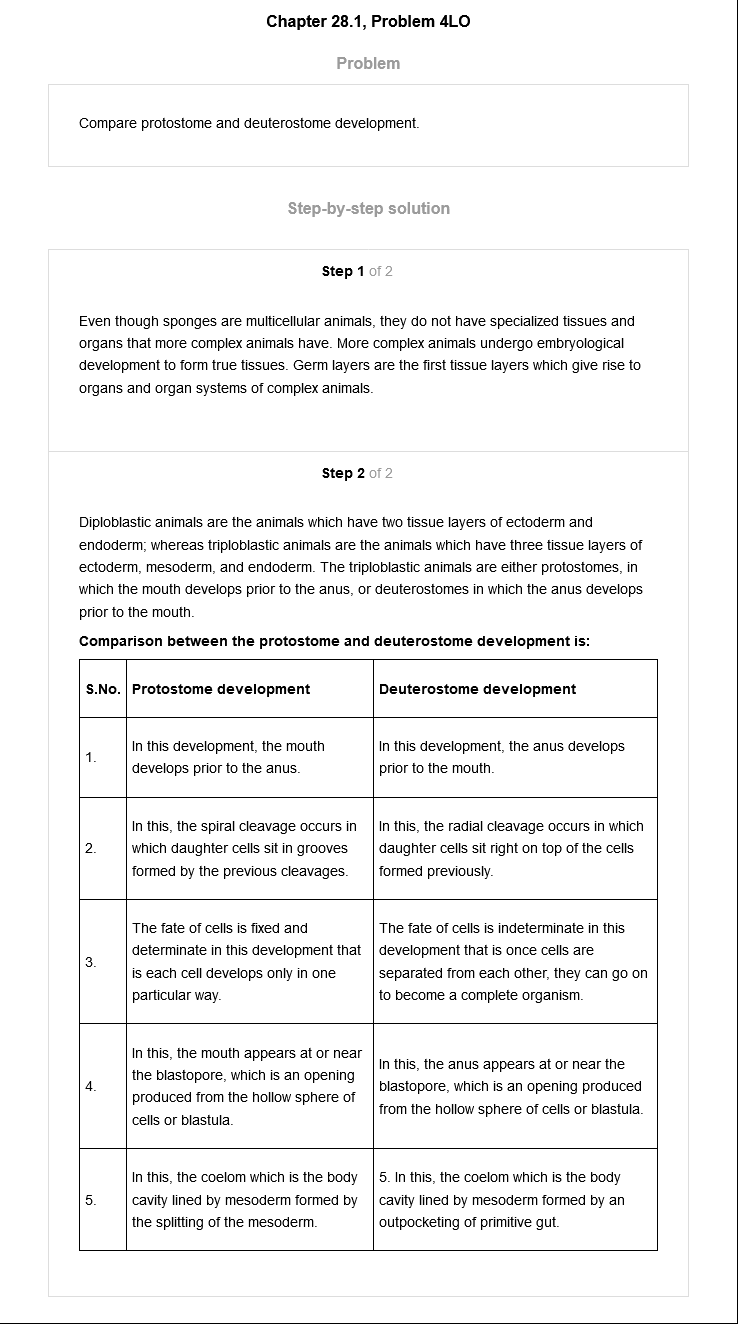 Chapter 28.1, Problem 4LO
Problem
Compare protostome and deuterostome development.
Step-by-step solution
Step 1 of 2
Even though sponges are multicellular animals, they do not have specialized tissues and
organs that more complex animals have. More complex animals undergo embryological
development to form true tissues. Germ layers are the first tissue layers which give rise to
organs and organ systems of complex animals.
Step 2 of 2
Diploblastic animals are the animals which have two tissue layers of ectoderm and
endoderm; whereas triploblastic animals are the animals which have three tissue layers of
ectoderm, mesoderm, and endoderm. The triploblastic animals are either protostomes, in
which the mouth develops prior to the anus, or deuterostomes in which the anus develops
prior to the mouth.
Comparison between the protostome and deuterostome development is:
S.No. Protostome development Deuterostome development
1.
In this development, the mouth
develops prior to the anus.
In this development, the anus develops
prior to the mouth.
2.
In this, the spiral cleavage occurs in
which daughter cells sit in grooves
formed by the previous cleavages.
In this, the radial cleavage occurs in which
daughter cells sit right on top of the cells
formed previously.
3.
The fate of cells is fixed and
determinate in this development that
is each cell develops only in one
particular way.
The fate of cells is indeterminate in this
development that is once cells are
separated from each other, they can go on
to become a complete organism.
4.
In this, the mouth appears at or near
the blastopore, which is an opening
produced from the hollow sphere of
cells or blastula.
In this, the anus appears at or near the
blastopore, which is an opening produced
from the hollow sphere of cells or blastula.
5.
In this, the coelom which is the body
cavity lined by mesoderm formed by
the splitting of the mesoderm.
5. In this, the coelom which is the body
cavity lined by mesoderm formed by an
outpocketing of primitive gut.